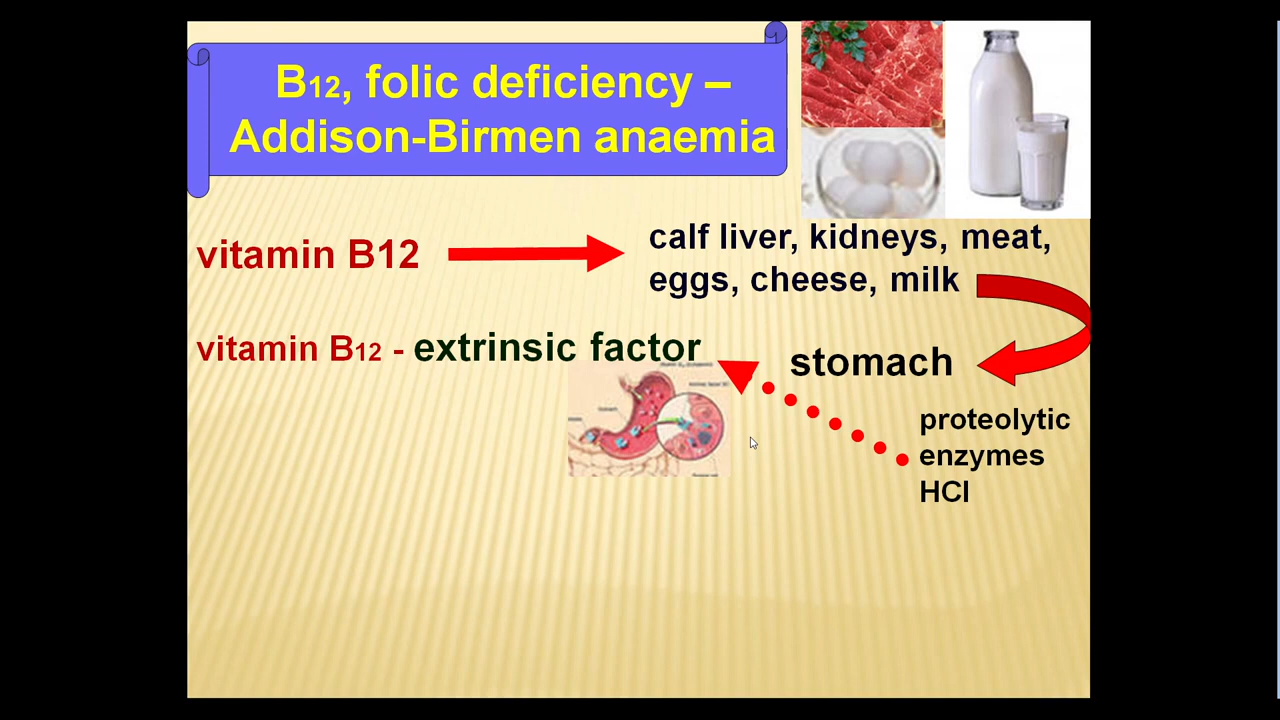 B12, folic deficiency –
Addison-Birmen anaemia
vitamin B12
calf liver, kidneys, meat,
eggs, cheese, milk
vitamin B12 - extrinsic factor
stomach
proteolytic
enzymes
HCl